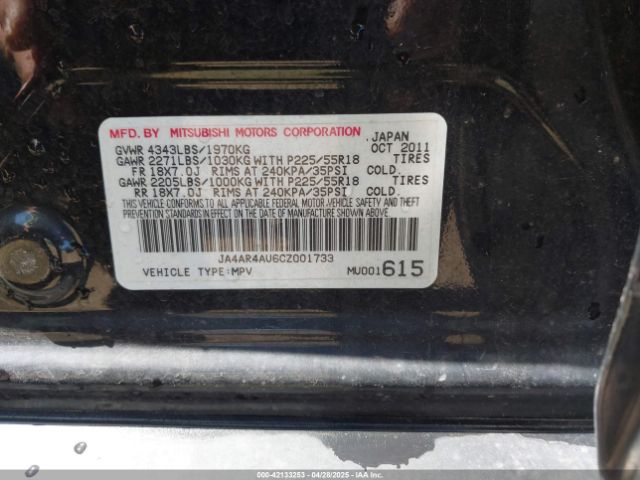 MFD. BY MITSUBISHI MOTORS CORPORATION JAPAN
GVWR 4343LBS/1970KG OCT 2011
GAWR 2271LBS/1030KG WITH P225/55R18 TIRES
FR 18X7.0J RIMS AT 240KPA/35PSI COLD.
GAWR 2205LBS/1000KG WITH P225/55R18 TIRES
RR 18X7.0J RIMS AT 240KPA/35PSI COLD.
THIS VEHICLE CONFORMS TO ALL APPLICABLE FEDERAL MOTOR VEHICLE SAFETY AND THEFT
PREVENTION STANDARDS IN EFFECT ON THE DATE OF MANUFACTURE SHOWN ABOVE.
JA4AR4AU6CZ001733
VEHICLE TYPE:MPV MU001615
000-42133253 04/28/2025 IAAI.COM